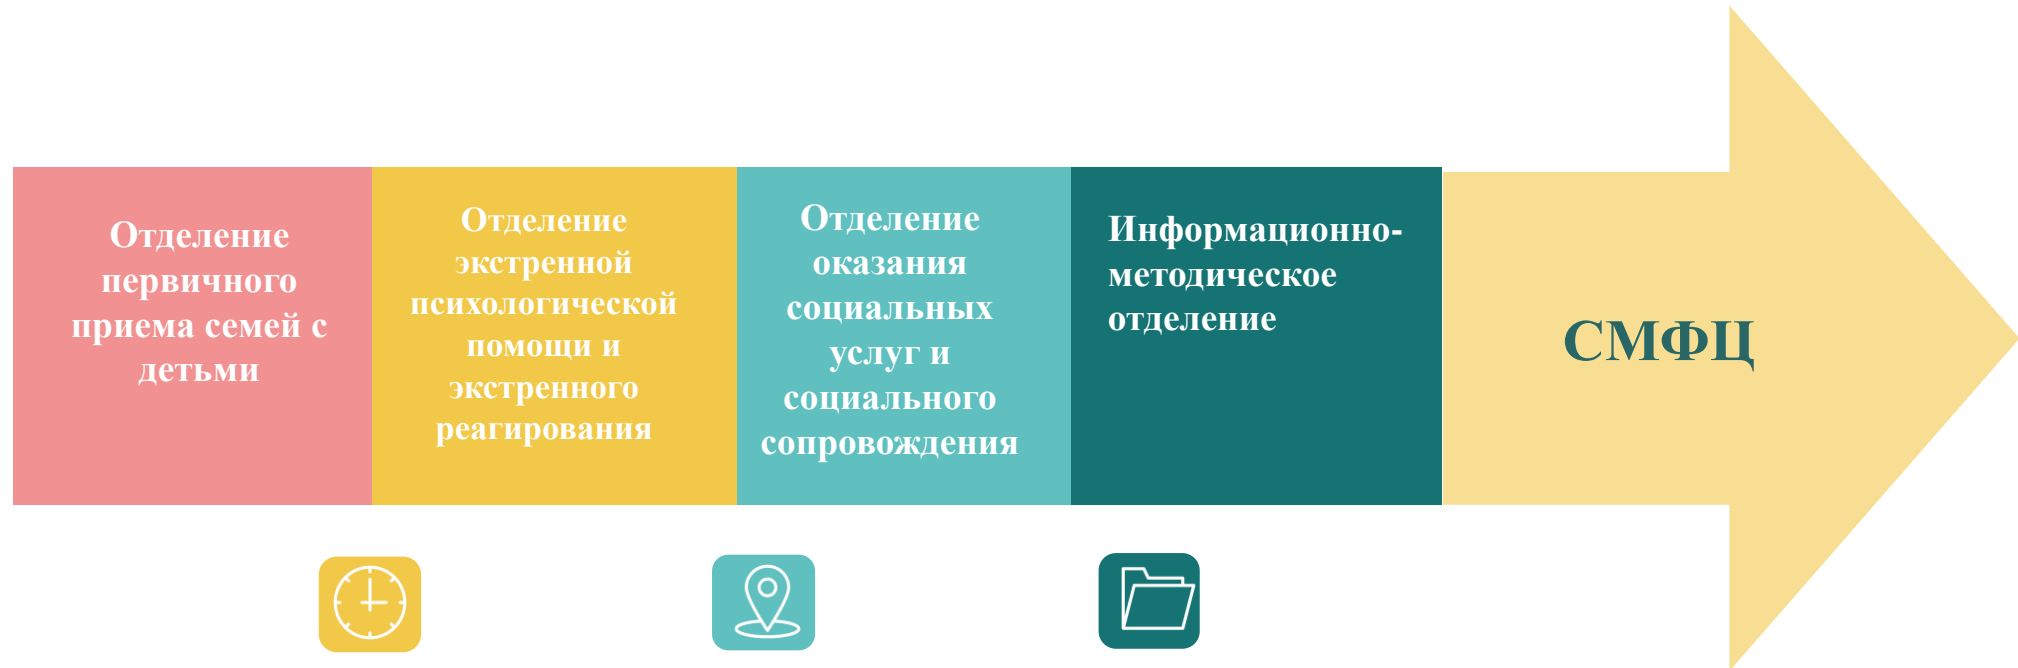 Отделение
первичного
приема семей с
детьми
Отделение
экстренной
психологической
помощи и
экстренного
реагирования
Отделение
оказания
социальных
услуг и
социального
сопровождения
Информационно-
методическое
отделение
СМФЦ